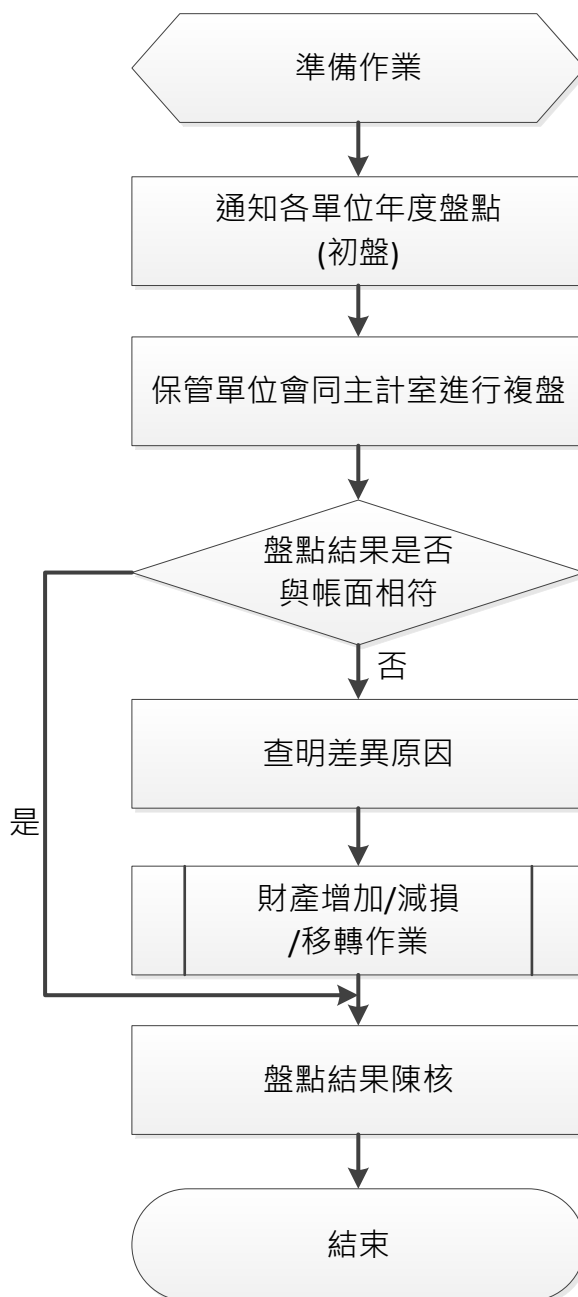 準備作業
通知各單位年度盤點
(初盤)
保管單位會同主計室進行複盤
盤點結果是否
與帳面相符
否
查明差異原因
是
財產增加/減損
/移轉作業
盤點結果陳核
結束